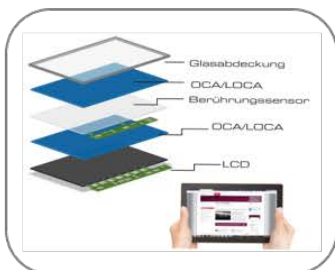 Glasabdeckung
OCA/LOCA
Berührungssensor
OCA/LOCA
LCD